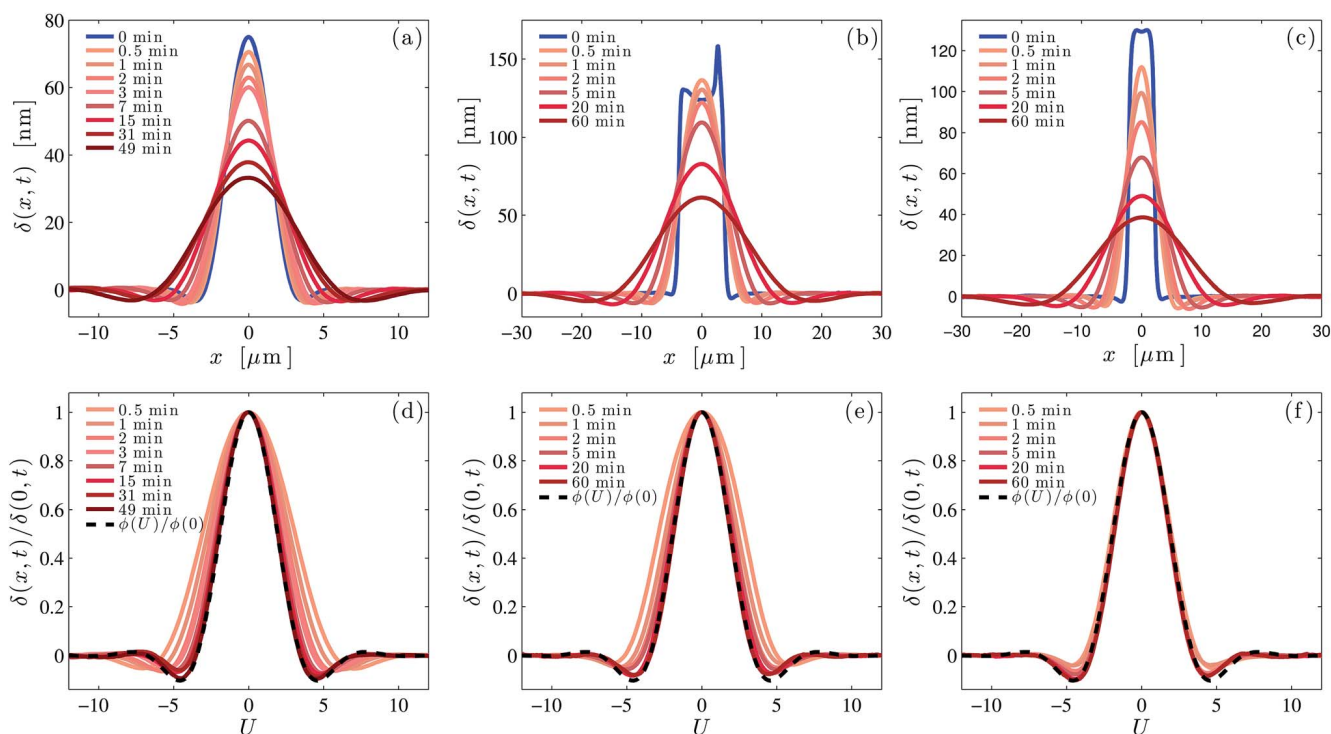 (a)
0 min
0.5 min
1 min
2 min
3 min
7 min
15 min
31 min
49 min
80
60
40
20
0
δ(x, t) [nm]
−10 −5 0 5 10
x [μm]
(b)
0 min
0.5 min
1 min
2 min
5 min
20 min
60 min
150
100
50
0
δ(x, t) [nm]
−30 −20 −10 0 10 20 30
x [μm]
(c)
0 min
0.5 min
1 min
2 min
5 min
20 min
60 min
120
100
80
60
40
20
0
δ(x, t) [nm]
−30 −20 −10 0 10 20 30
x [μm]
(d)
0.5 min
1 min
2 min
3 min
7 min
15 min
31 min
49 min
ϕ(U)/ϕ(0)
1
0.8
0.6
0.4
0.2
0
δ(x, t)/δ(0, t)
−10 −5 0 5 10
U
(e)
0.5 min
1 min
2 min
5 min
20 min
60 min
ϕ(U)/ϕ(0)
1
0.8
0.6
0.4
0.2
0
δ(x, t)/δ(0, t)
−10 −5 0 5 10
U
(f)
0.5 min
1 min
2 min
5 min
20 min
60 min
ϕ(U)/ϕ(0)
1
0.8
0.6
0.4
0.2
0
δ(x, t)/δ(0, t)
−10 −5 0 5 10
U